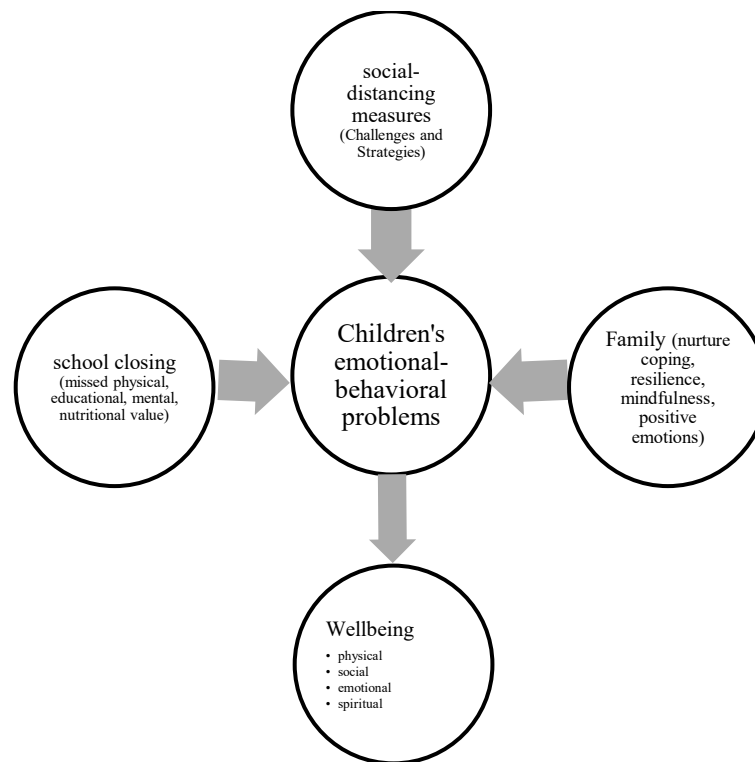 social-
distancing
measures
(Challenges and
Strategies)
school closing
(missed physical,
educational, mental,
nutritional value)
Children's
emotional-
behavioral
problems
Family (nurture
coping,
resilience,
mindfulness,
positive
emotions)
Wellbeing
• physical
• social
• emotional
• spiritual